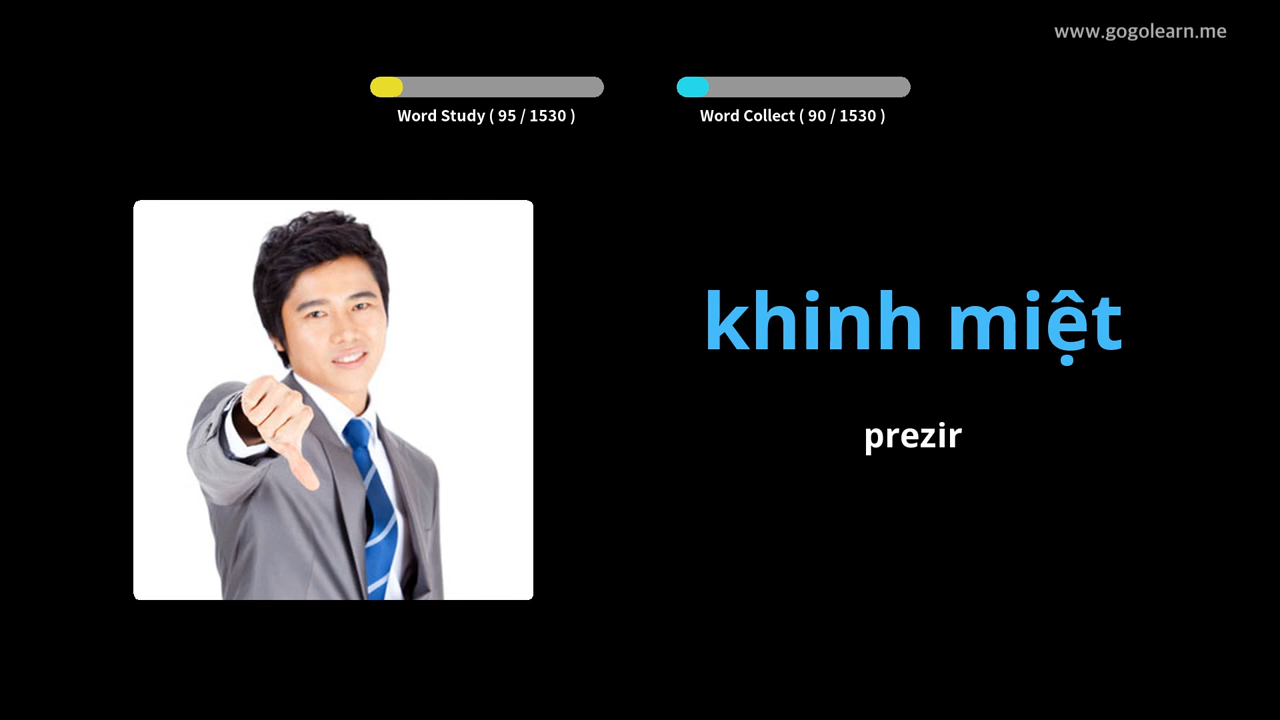 www.gogolearn.me
Word Study ( 95 / 1530 )
Word Collect ( 90 / 1530 )
khinh miệt
prezir